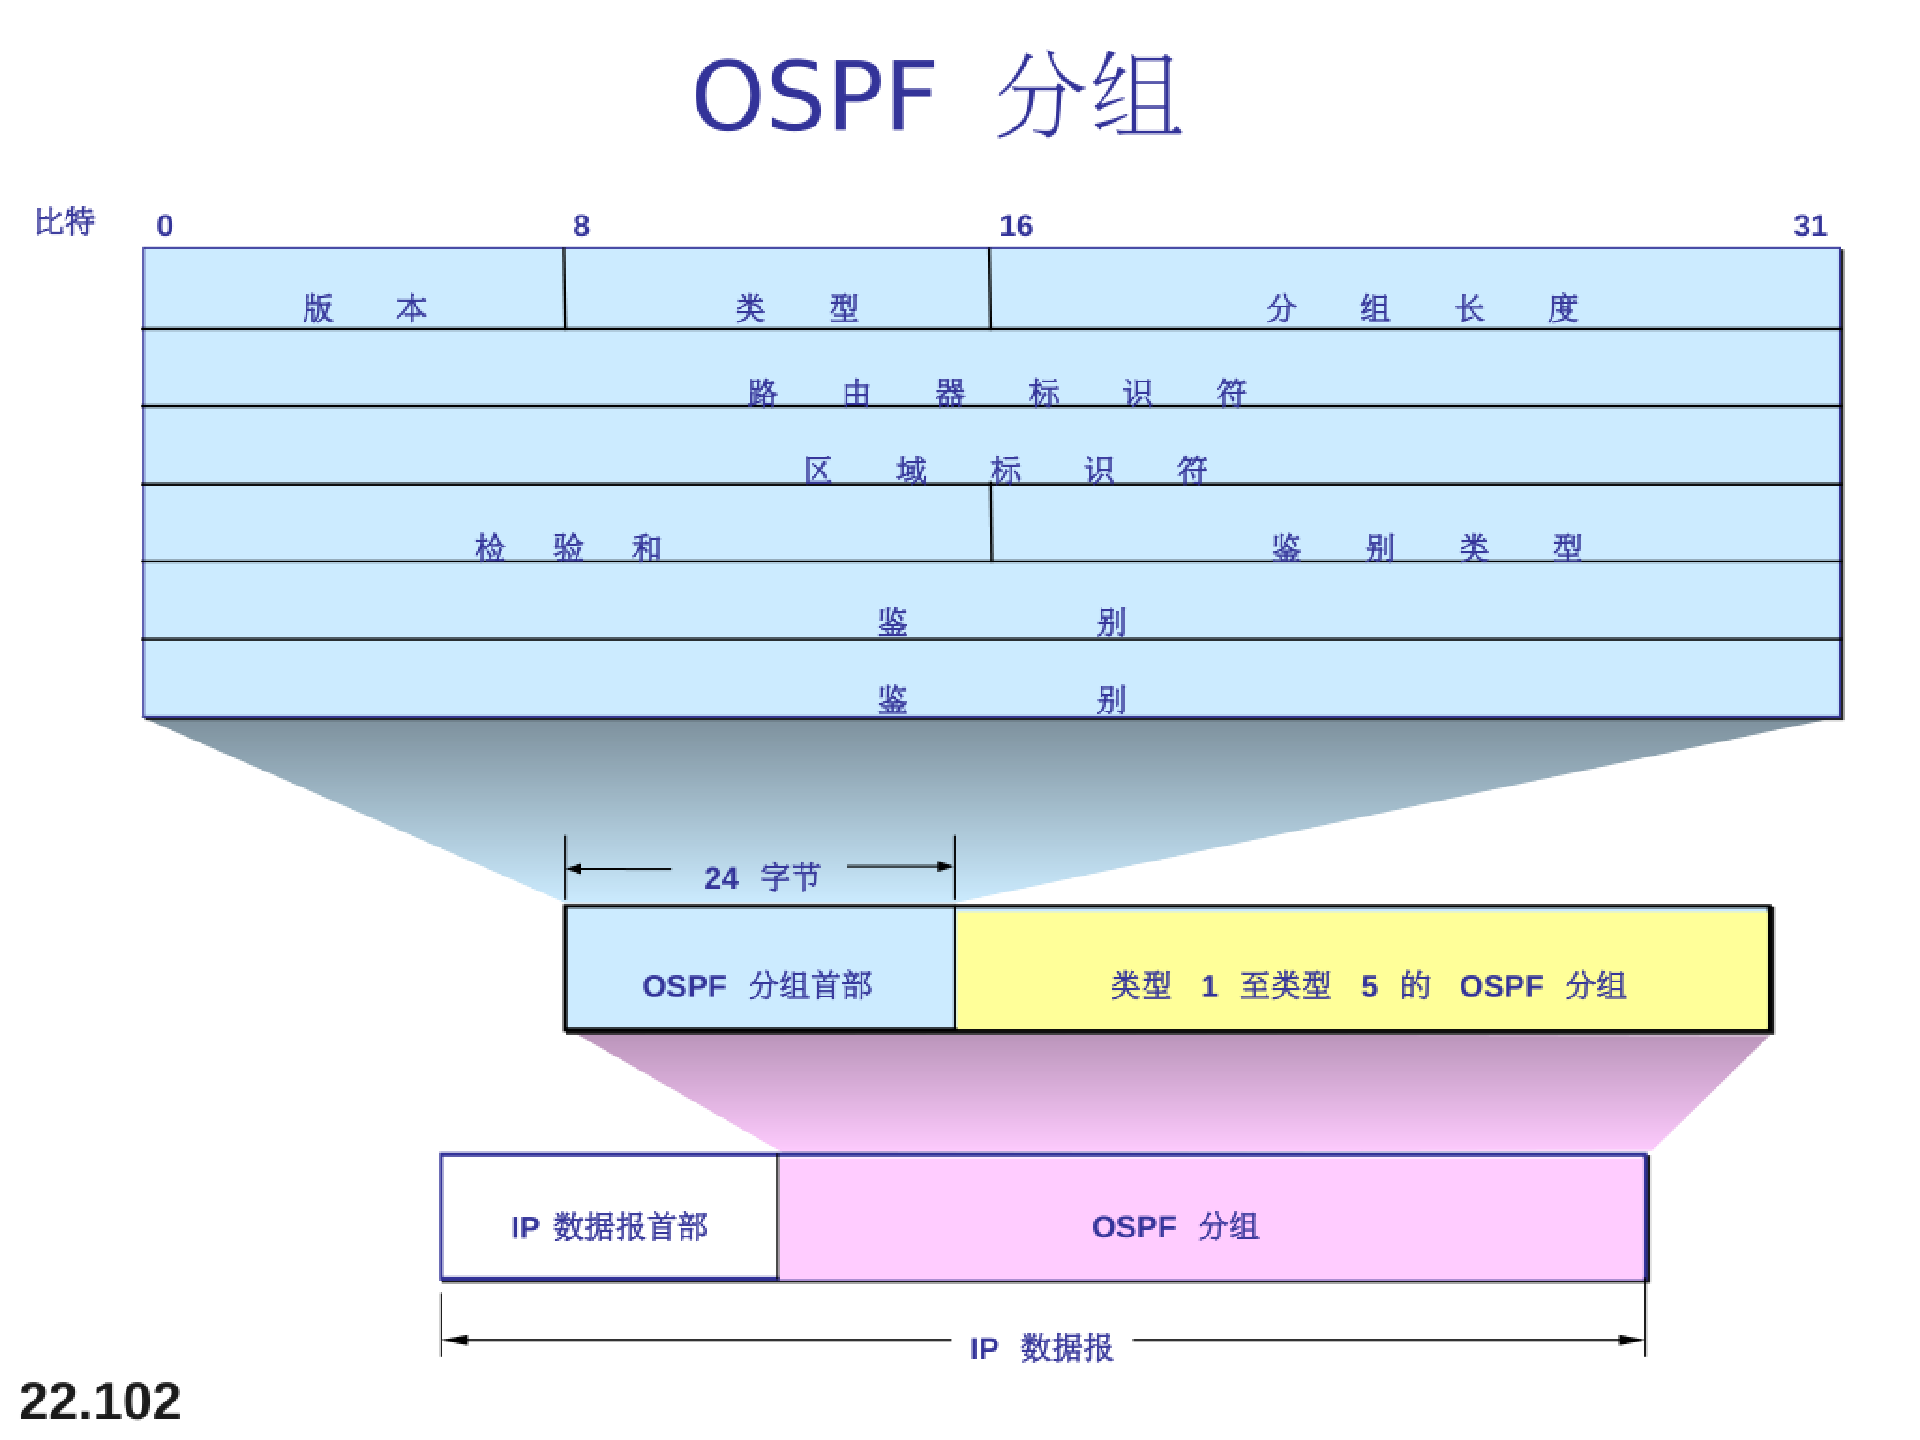 OSPF 分组
比特 0 8 16 31
版本 类型 分组长度
路由器标识符
区域标识符
检验和 鉴别类型
鉴别
鉴别
24 字节
OSPF 分组首部 类型 1 至类型 5 的 OSPF 分组
IP 数据报首部 OSPF 分组
IP 数据报
22.102